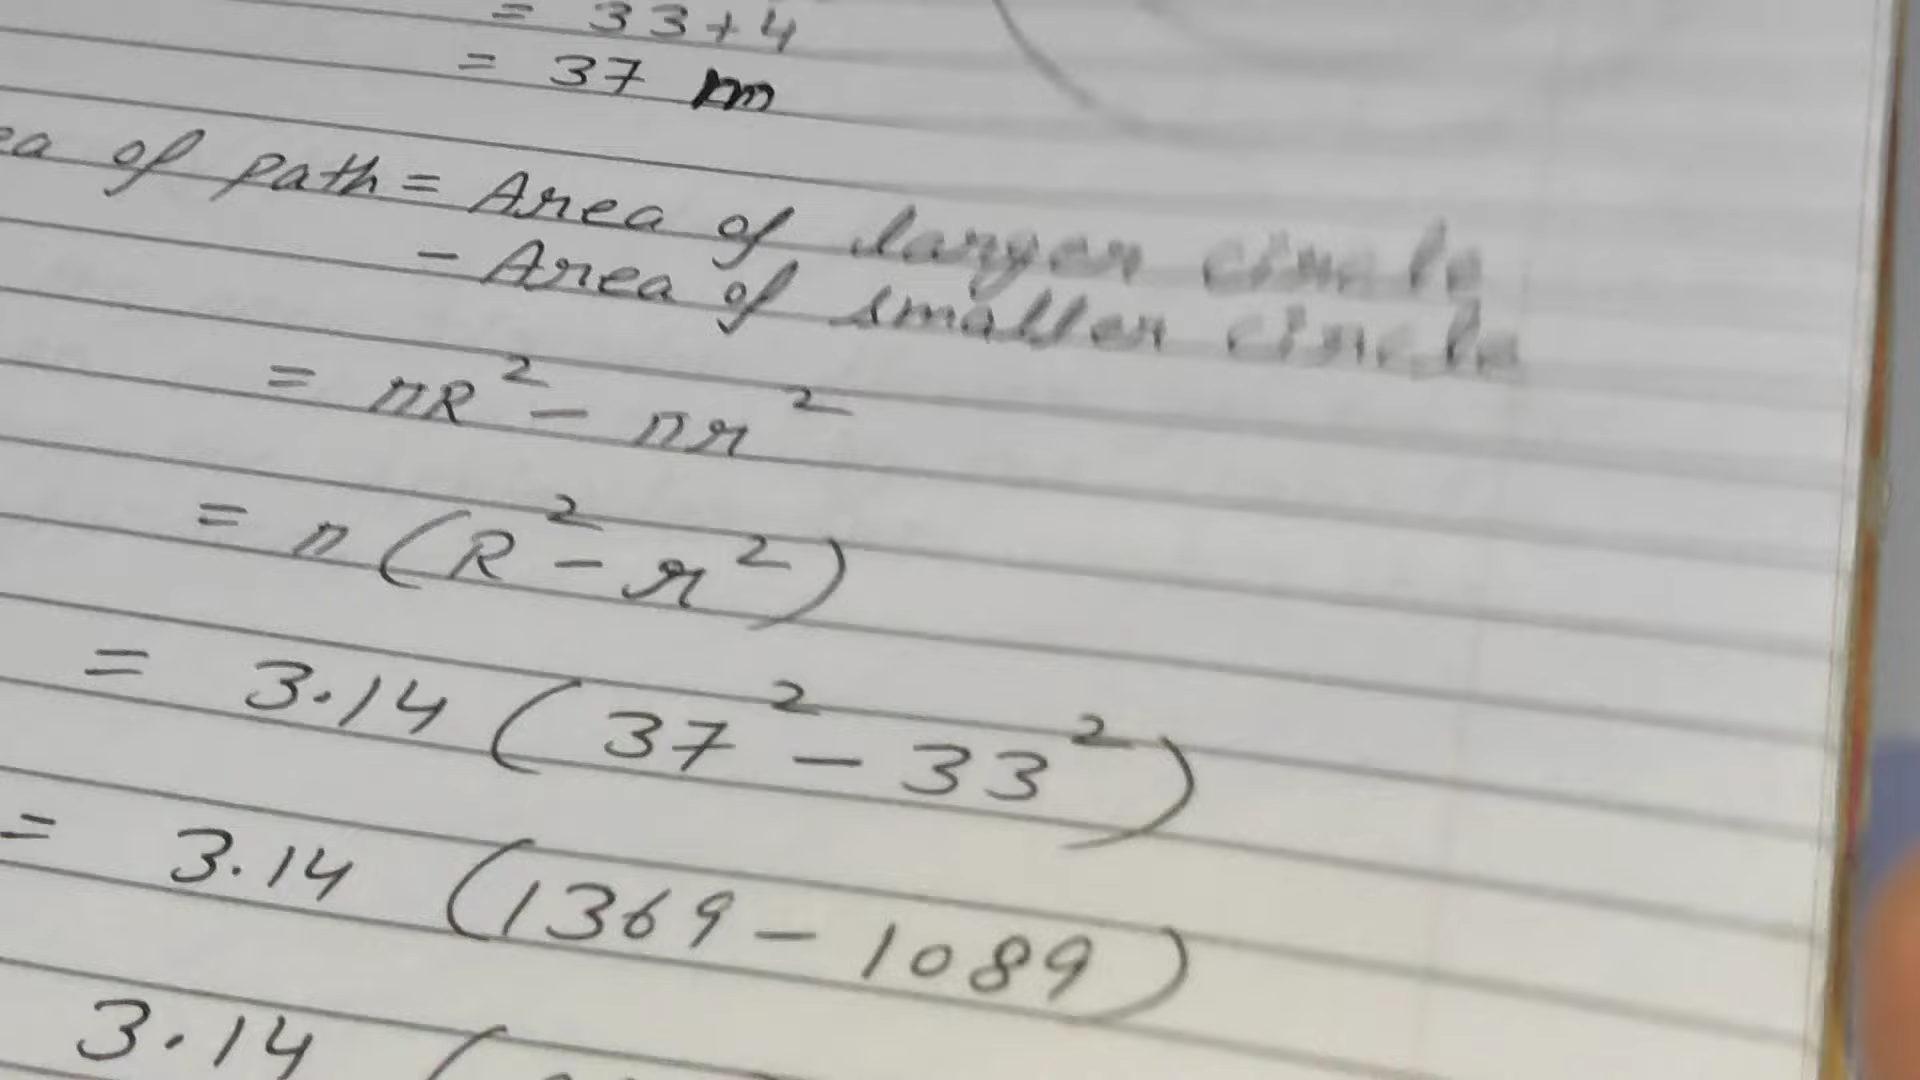 = 33+4
= 37 m
ea of path = Area of larger circle
- Area of smaller circle
= πR² - πr²
= π(R² - r²)
= 3.14 (37² - 33²)
= 3.14 (1369 - 1089)
3.14 (